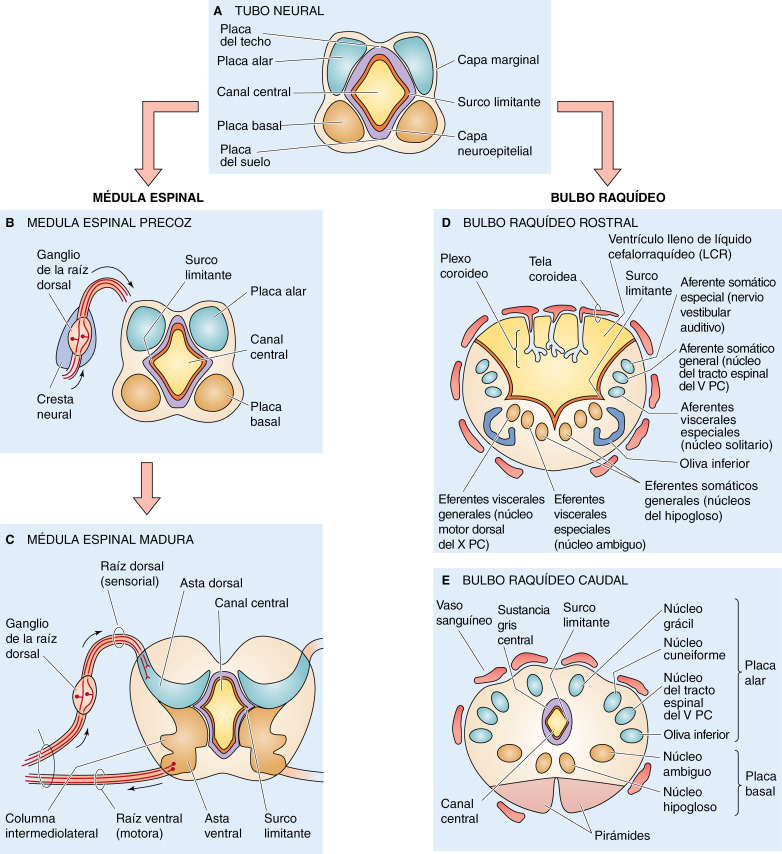 A TUBO NEURAL
Placa
del techo
Placa alar
Canal central
Placa basal
Placa
del suelo
Capa marginal
Surco limitante
Capa
neuroepitelial
MÉDULA ESPINAL
BULBO RAQUÍDEO
B MEDULA ESPINAL PRECOZ
Ganglio
de la raíz
dorsal
Surco
limitante
Placa alar
Canal
central
Placa
basal
Cresta
neural
C MÉDULA ESPINAL MADURA
Raíz dorsal
(sensorial)
Asta dorsal
Canal central
Ganglio
de la raíz
dorsal
Columna
intermediolateral
Raíz ventral
(motora)
Asta
ventral
Surco
limitante
D BULBO RAQUÍDEO ROSTRAL
Plexo
coroideo
Tela
coroidea
Ventrículo lleno de líquido
cefalorraquídeo (LCR)
Surco
limitante
Aferente somático
especial (nervio
vestibular
auditivo)
Aferente somático
general (núcleo
del tracto espinal
del V PC)
Aferentes
viscerales
especiales
(núcleo solitario)
Oliva inferior
Eferentes somáticos
generales (núcleos
del hipogloso)
Eferentes viscerales
generales (núcleo
motor dorsal
del X PC)
Eferentes
viscerales
especiales
(núcleo ambiguo)
E BULBO RAQUÍDEO CAUDAL
Vaso
sanguíneo
Sustancia
gris
central
Surco
limitante
Núcleo
grácil
Núcleo
cuneiforme
Núcleo
del tracto
espinal
del V PC
Oliva inferior
Placa
alar
Núcleo
ambiguo
Núcleo
hipogloso
Placa
basal
Canal
central
Pirámides